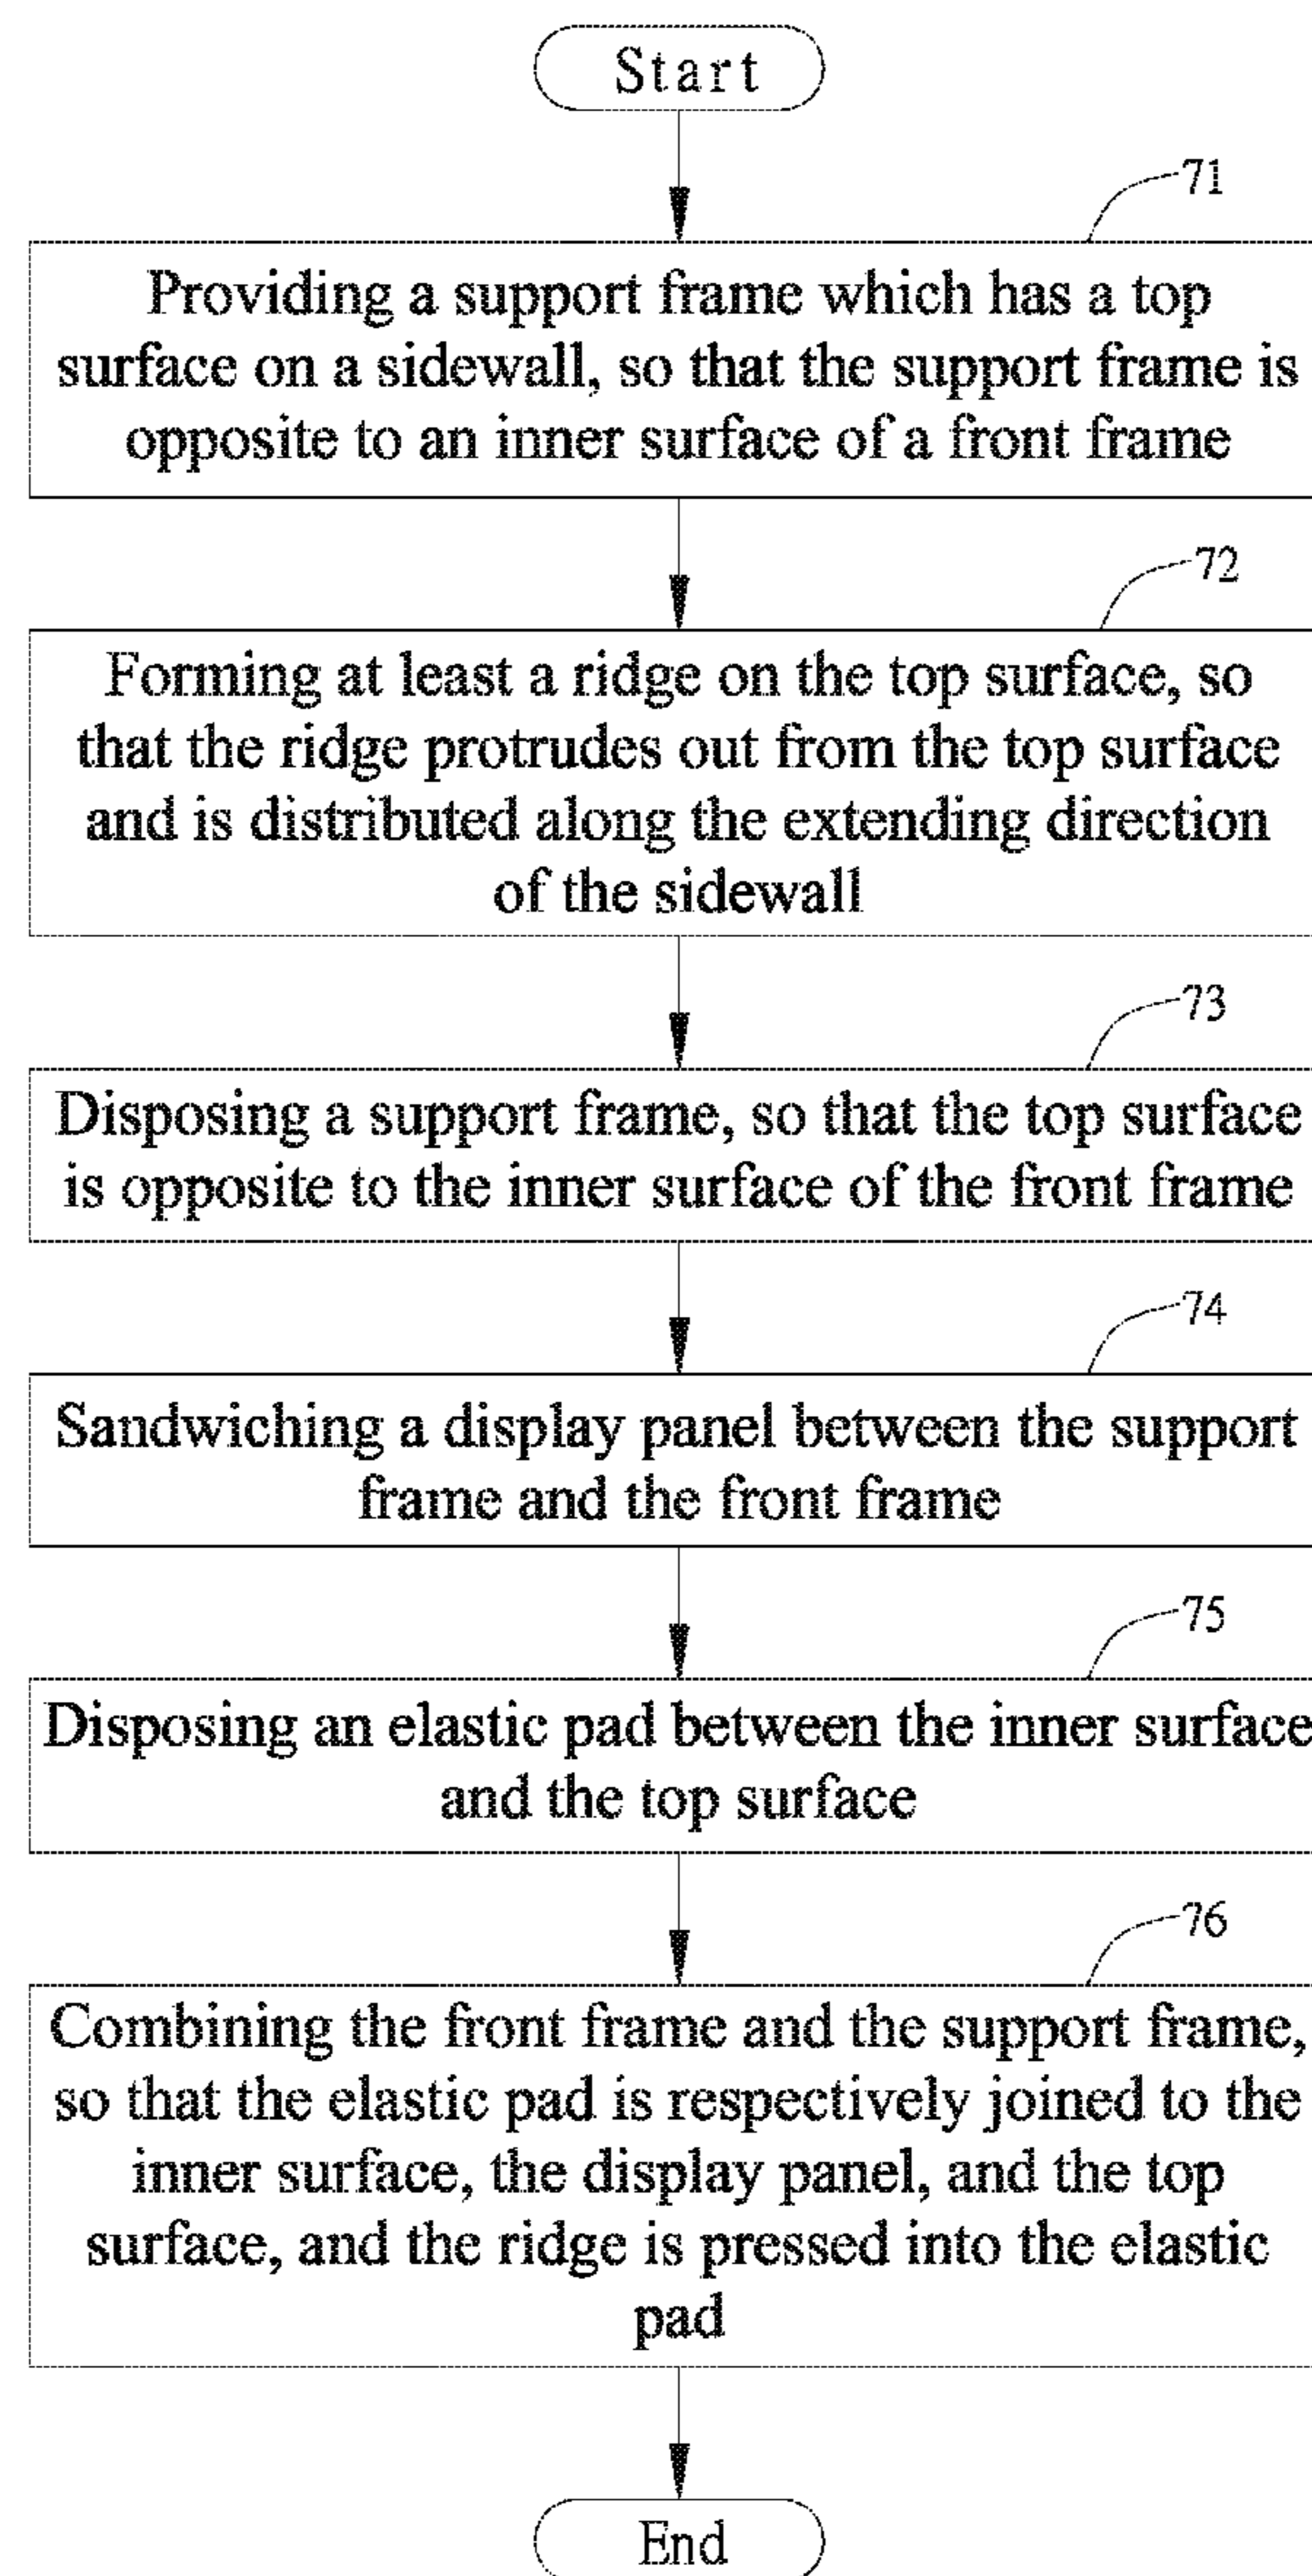 Start
71
Providing a support frame which has a top
surface on a sidewall, so that the support frame is
opposite to an inner surface of a front frame
72
Forming at least a ridge on the top surface, so
that the ridge protrudes out from the top surface
and is distributed along the extending direction
of the sidewall
73
Disposing a support frame, so that the top surface
is opposite to the inner surface of the front frame
74
Sandwiching a display panel between the support
frame and the front frame
75
Disposing an elastic pad between the inner surface
and the top surface
76
Combining the front frame and the support frame,
so that the elastic pad is respectively joined to the
inner surface, the display panel, and the top
surface, and the ridge is pressed into the elastic
pad
End